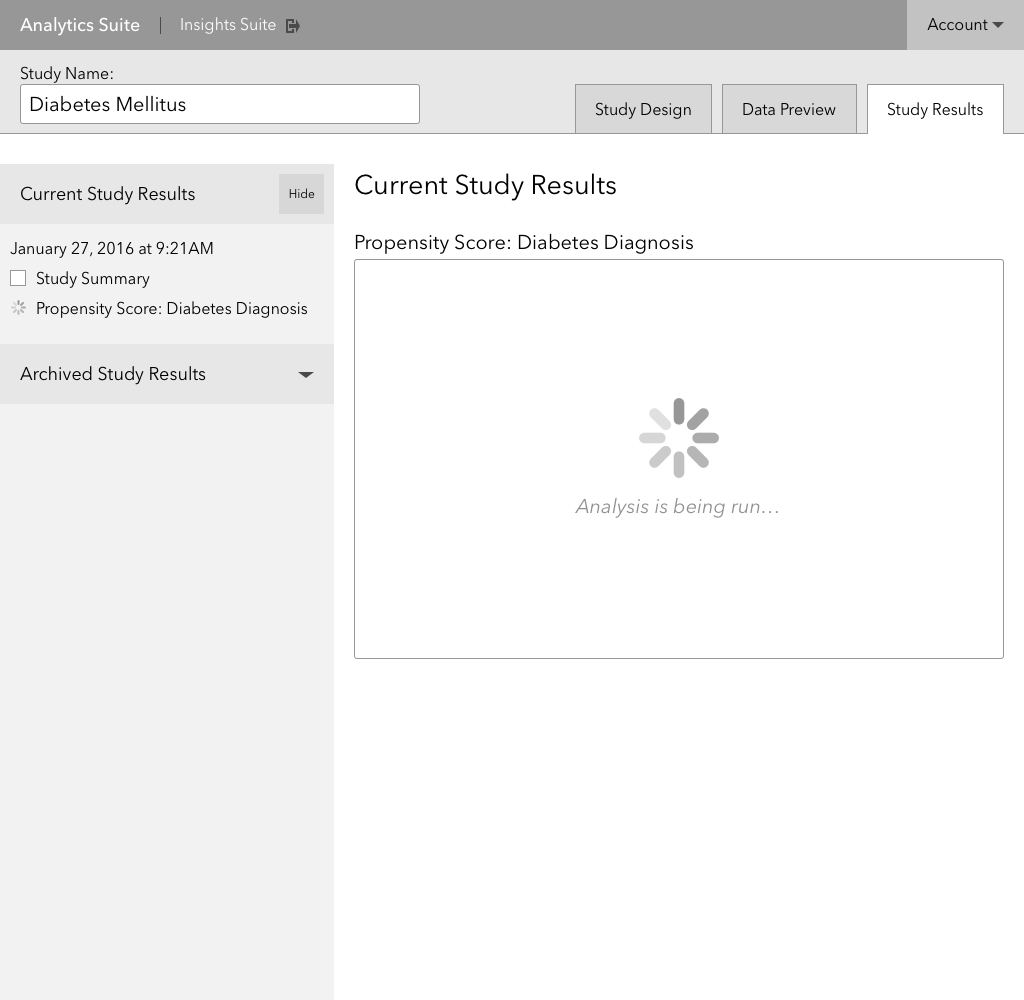 Analytics Suite | Insights Suite
Account
Study Name:
Diabetes Mellitus
Study Design
Data Preview
Study Results
Current Study Results
Hide
January 27, 2016 at 9:21AM
Study Summary
Propensity Score: Diabetes Diagnosis
Archived Study Results
Current Study Results
Propensity Score: Diabetes Diagnosis
Analysis is being run…